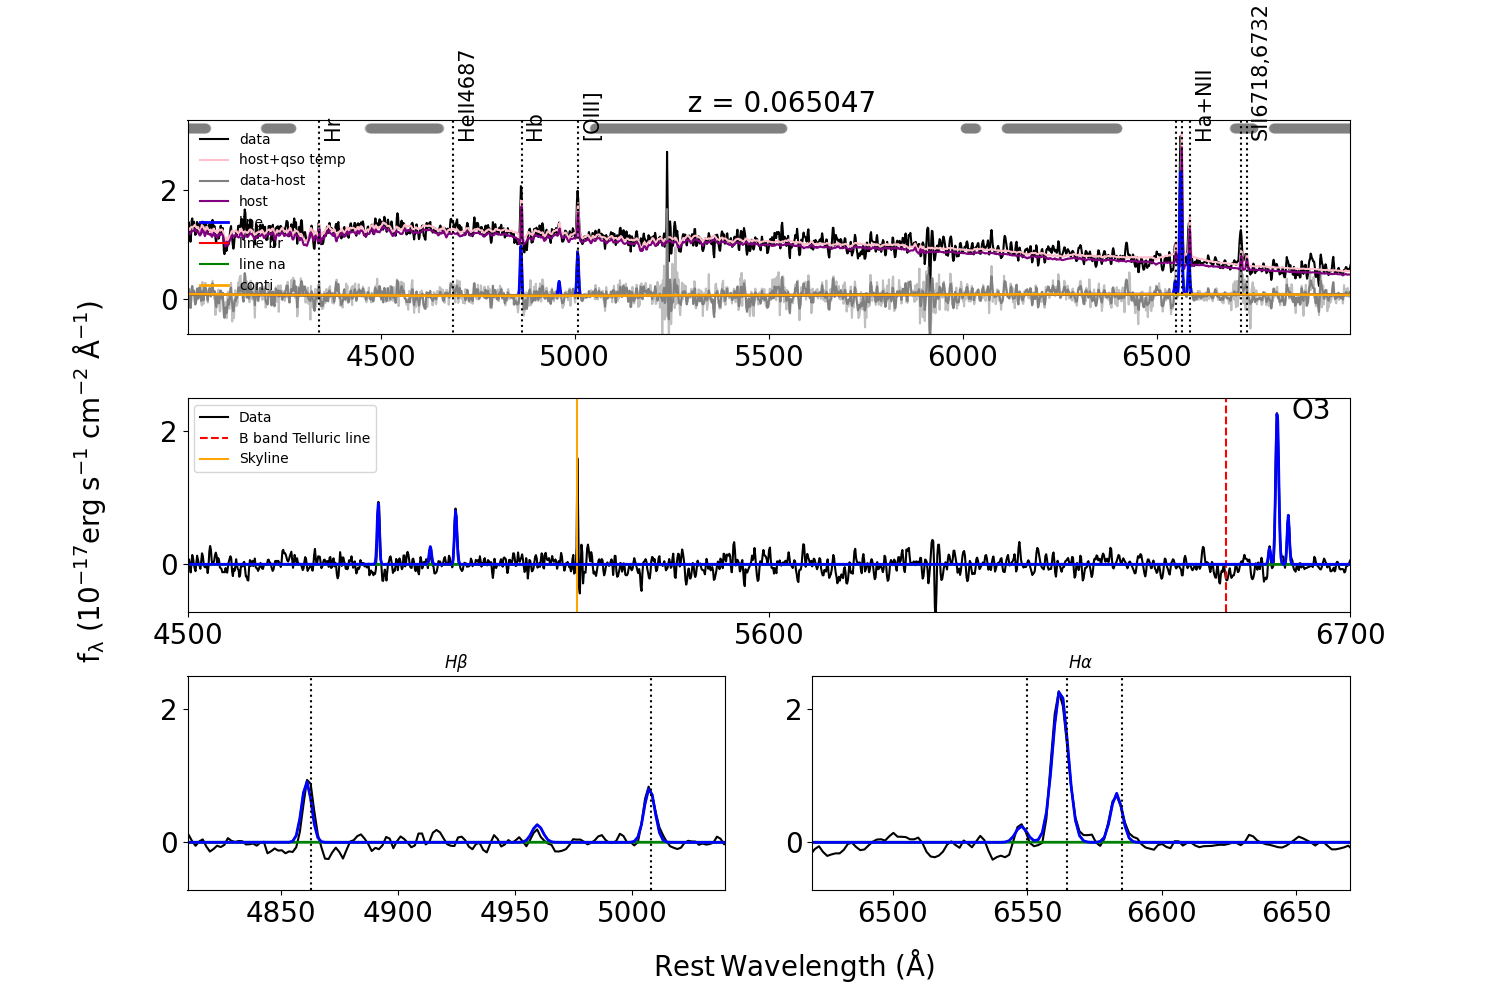 Hr
HeII4687
Hb
[OIII]
Ha+NII
SII6718,6732
z = 0.065047
data
host+qso temp
data-host
host
line
line br
line na
conti
2
0
4500
5000
5500
6000
6500
Data
B band Telluric line
Skyline
O3
2
0
4500
5600
6700
Hβ
2
0
4850
4900
4950
5000
Hα
2
0
6500
6550
6600
6650
fλ (10⁻¹⁷erg s⁻¹ cm⁻² Å⁻¹)
Rest Wavelength (Å)